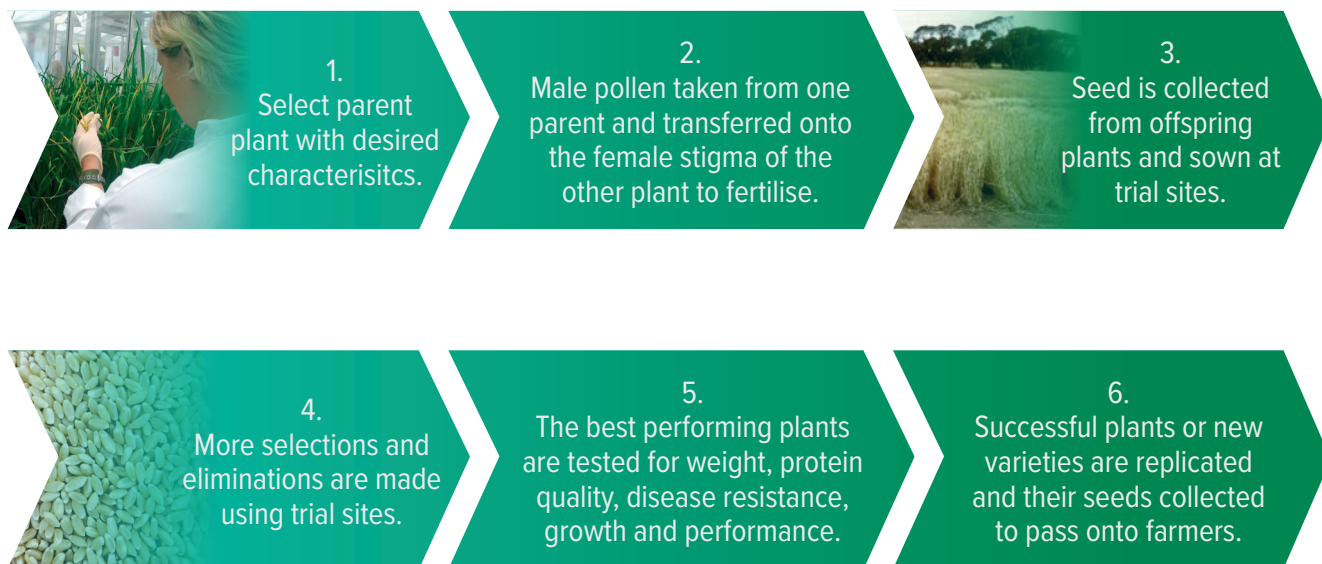 1.
Select parent
plant with desired
characterisitcs.
2.
Male pollen taken from one
parent and transferred onto
the female stigma of the
other plant to fertilise.
3.
Seed is collected
from offspring
plants and sown at
trial sites.
4.
More selections and
eliminations are made
using trial sites.
5.
The best performing plants
are tested for weight, protein
quality, disease resistance,
growth and performance.
6.
Successful plants or new
varieties are replicated
and their seeds collected
to pass onto farmers.